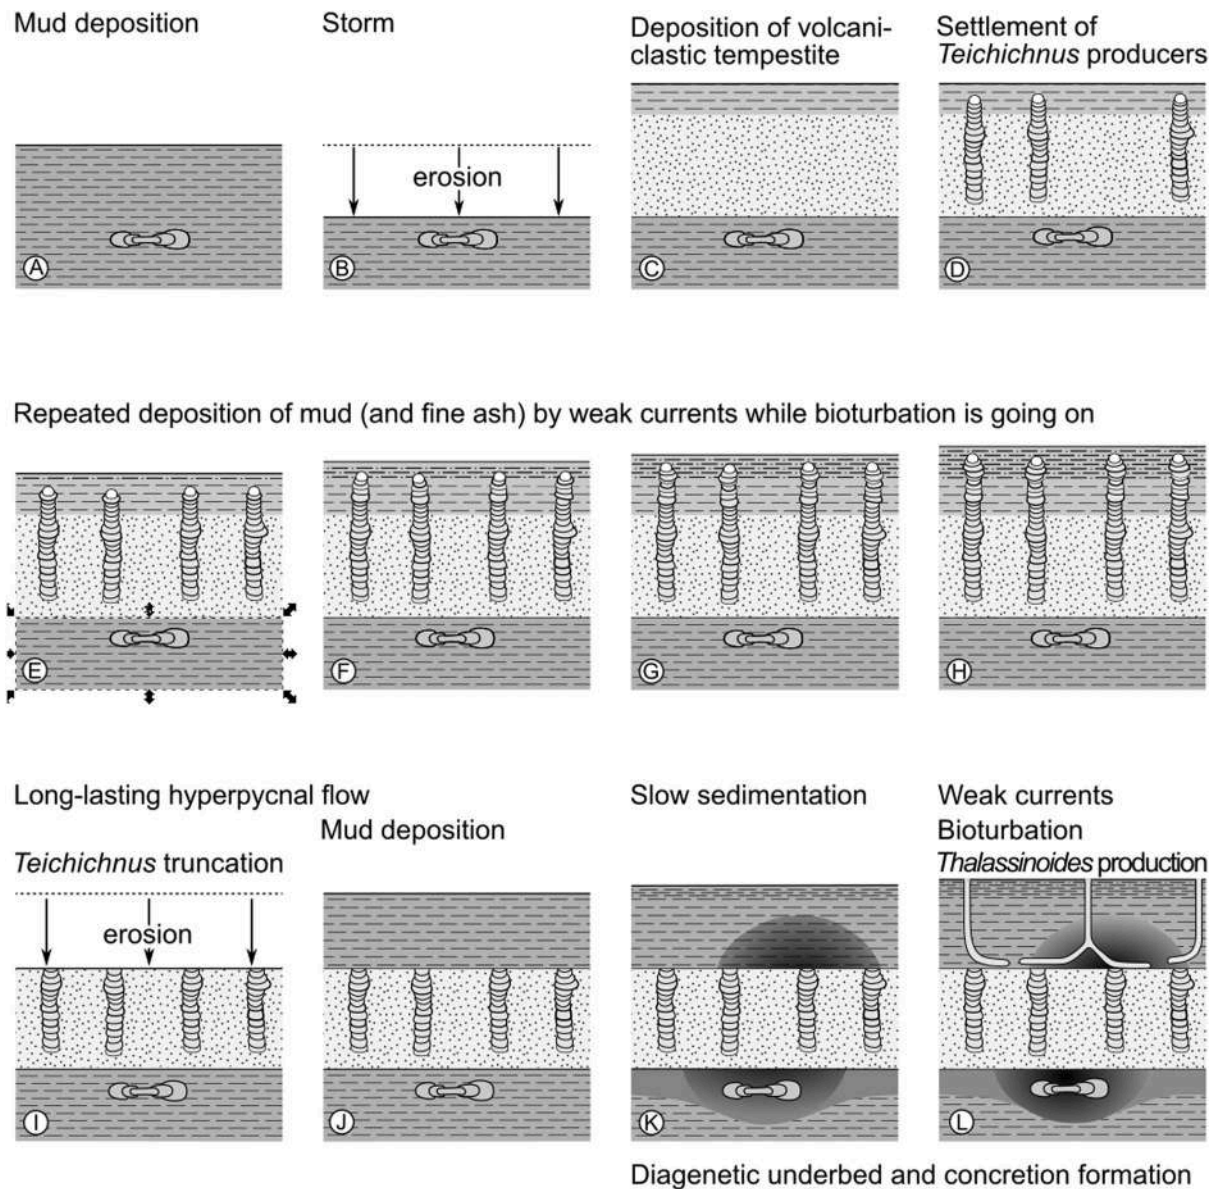 Mud deposition
Storm
Deposition of volcani-
clastic tempestite
Settlement of
Teichichnus producers
erosion
A
B
C
D
Repeated deposition of mud (and fine ash) by weak currents while bioturbation is going on
E
F
G
H
Long-lasting hyperpycnal flow
Mud deposition
Slow sedimentation
Weak currents
Bioturbation
Teichichnus truncation
Thalassinoides production
erosion
I
J
K
L
Diagenetic underbed and concretion formation